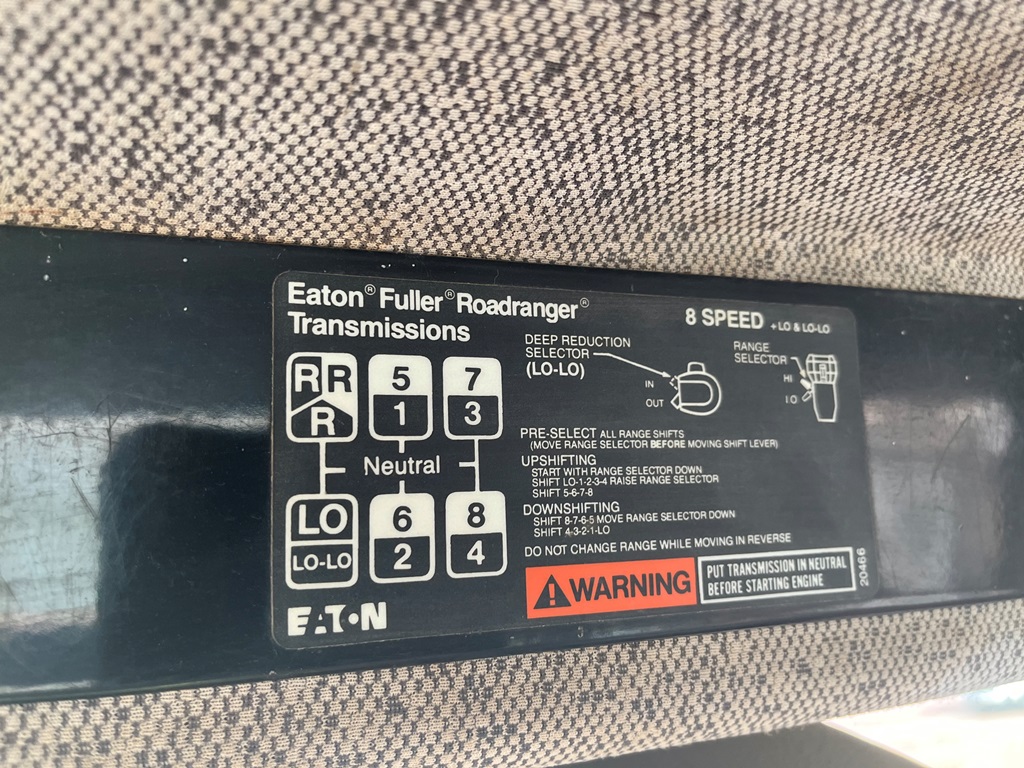 Eaton® Fuller® Roadranger®
Transmissions
8 SPEED + LO & LO-LO
DEEP REDUCTION
SELECTOR
(LO-LO)
IN
OUT
RANGE
SELECTOR
HI
LO
R R
R
5
1
7
3
Neutral
LO
LO-LO
6
2
8
4
PRE-SELECT ALL RANGE SHIFTS
(MOVE RANGE SELECTOR BEFORE MOVING SHIFT LEVER)
UPSHIFTING
START WITH RANGE SELECTOR DOWN
SHIFT LO-1-2-3-4 RAISE RANGE SELECTOR
SHIFT 5-6-7-8
DOWNSHIFTING
SHIFT 8-7-6-5 MOVE RANGE SELECTOR DOWN
SHIFT 4-3-2-1-LO
DO NOT CHANGE RANGE WHILE MOVING IN REVERSE
WARNING
PUT TRANSMISSION IN NEUTRAL
BEFORE STARTING ENGINE
20466
EATON